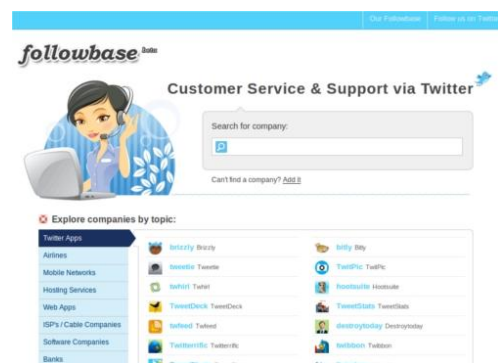 Our Followbase Follow us on Twitter
followbase beta
Customer Service & Support via Twitter
Search for company:
Can't find a company? Add it
Explore companies by topic:
Twitter Apps
Airlines
Mobile Networks
Hosting Services
Web Apps
ISP's / Cable Companies
Software Companies
Banks
brizzly Brizzly
bitly Bitly
tweetie Tweetie
TwitPic TwitPic
twhirl Twhirl
hootsuite Hootsuite
TweetDeck TweetDeck
TweetStats TweetStats
twfeed Twfeed
destroytoday Destroytoday
Twitterrific Twitterrific
twibbon Twibbon